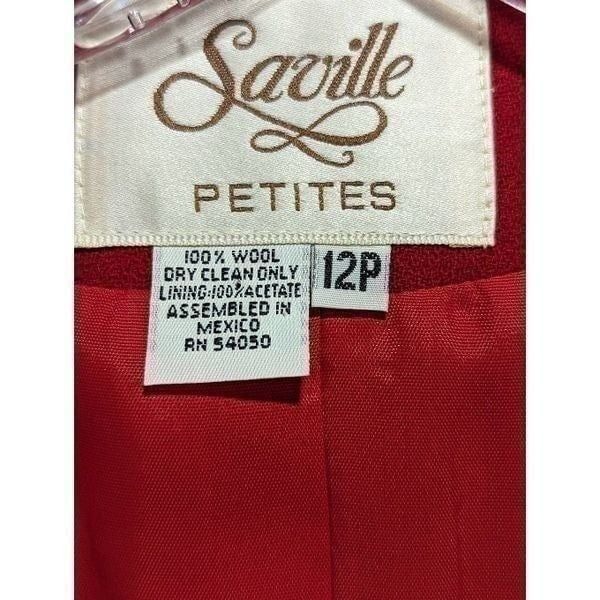 Saville
PETITES
100% WOOL
DRY CLEAN ONLY
LINING:100%ACETATE
ASSEMBLED IN
MEXICO
RN 54050
12P